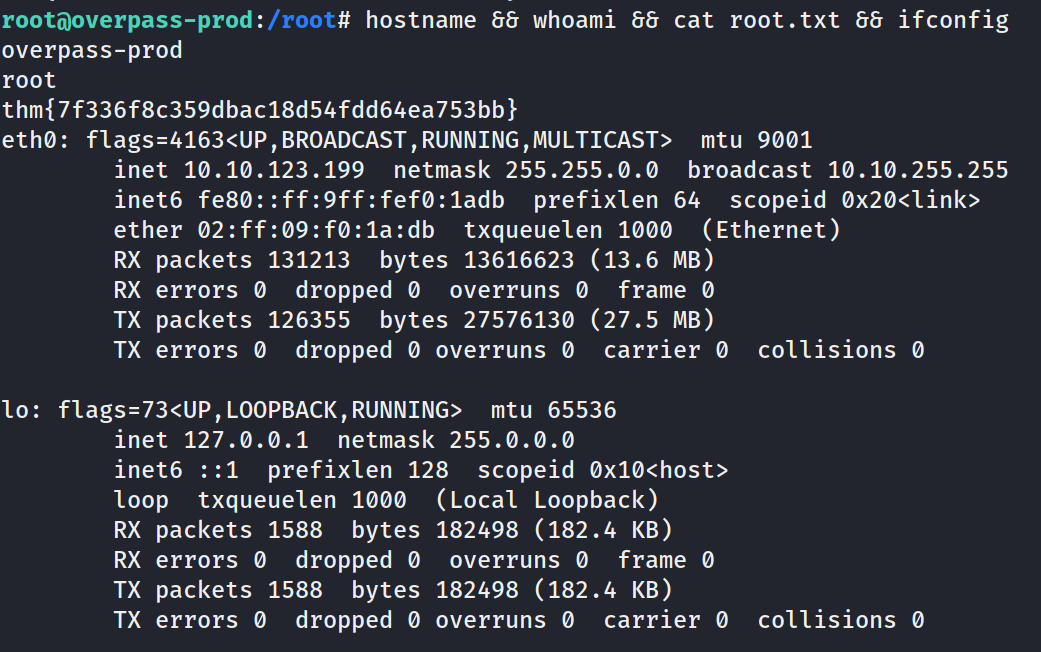 root@overpass-prod:/root# hostname && whoami && cat root.txt && ifconfig
overpass-prod
root
thm{7f336f8c359dbac18d54fdd64ea753bb}
eth0: flags=4163<UP,BROADCAST,RUNNING,MULTICAST>  mtu 9001
        inet 10.10.123.199  netmask 255.255.0.0  broadcast 10.10.255.255
        inet6 fe80::ff:9ff:fef0:1adb  prefixlen 64  scopeid 0x20<link>
        ether 02:ff:09:f0:1a:db  txqueuelen 1000  (Ethernet)
        RX packets 131213  bytes 13616623 (13.6 MB)
        RX errors 0  dropped 0  overruns 0  frame 0
        TX packets 126355  bytes 27576130 (27.5 MB)
        TX errors 0  dropped 0 overruns 0  carrier 0  collisions 0

lo: flags=73<UP,LOOPBACK,RUNNING>  mtu 65536
        inet 127.0.0.1  netmask 255.0.0.0
        inet6 ::1  prefixlen 128  scopeid 0x10<host>
        loop  txqueuelen 1000  (Local Loopback)
        RX packets 1588  bytes 182498 (182.4 KB)
        RX errors 0  dropped 0  overruns 0  frame 0
        TX packets 1588  bytes 182498 (182.4 KB)
        TX errors 0  dropped 0 overruns 0  carrier 0  collisions 0